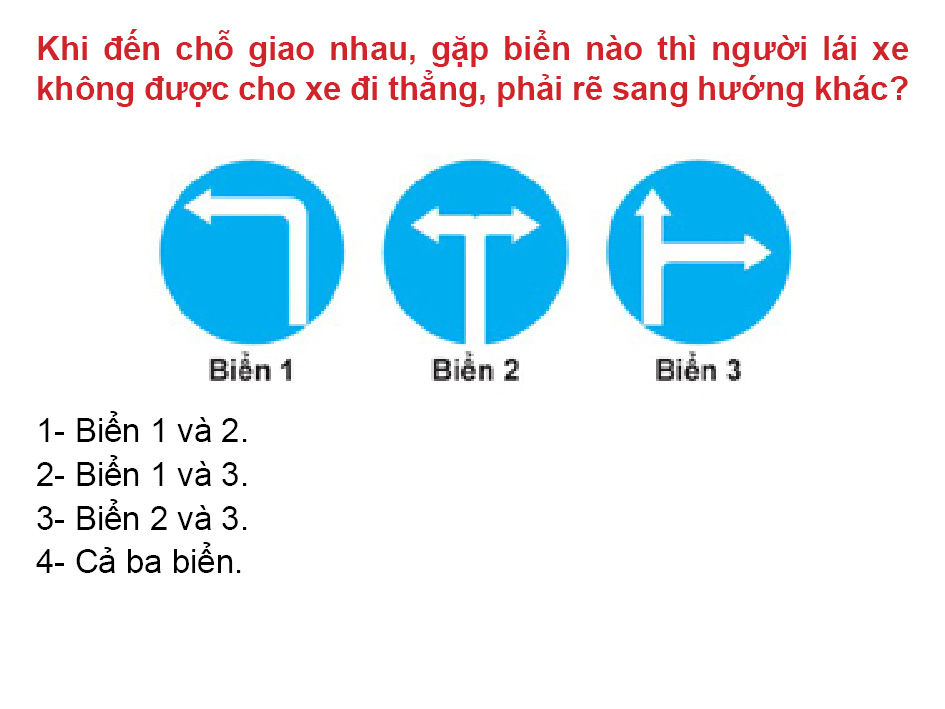 Khi đến chỗ giao nhau, gặp biển nào thì người lái xe
không được cho xe đi thẳng, phải rẽ sang hướng khác?
Biển 1 Biển 2 Biển 3
1- Biển 1 và 2.
2- Biển 1 và 3.
3- Biển 2 và 3.
4- Cả ba biển.